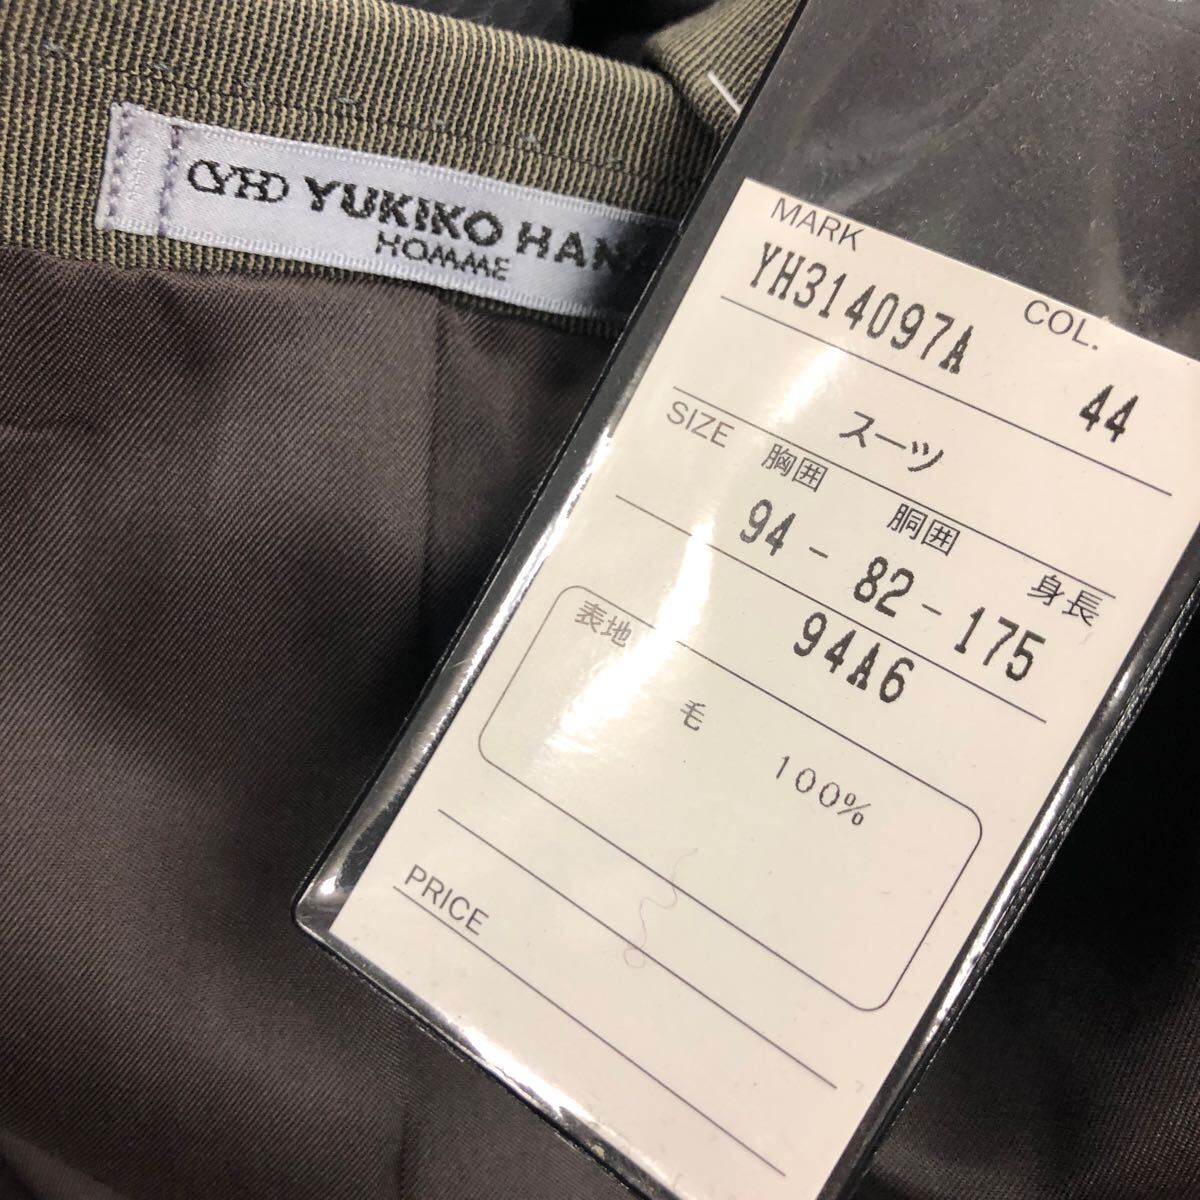 YHD YUKIKO HAN
HOMME
MARK
COL.
YH314097A 44
スーツ
SIZE 胸囲 胴囲 身長
94 - 82 - 175
94A6
表地
毛 100%
PRICE